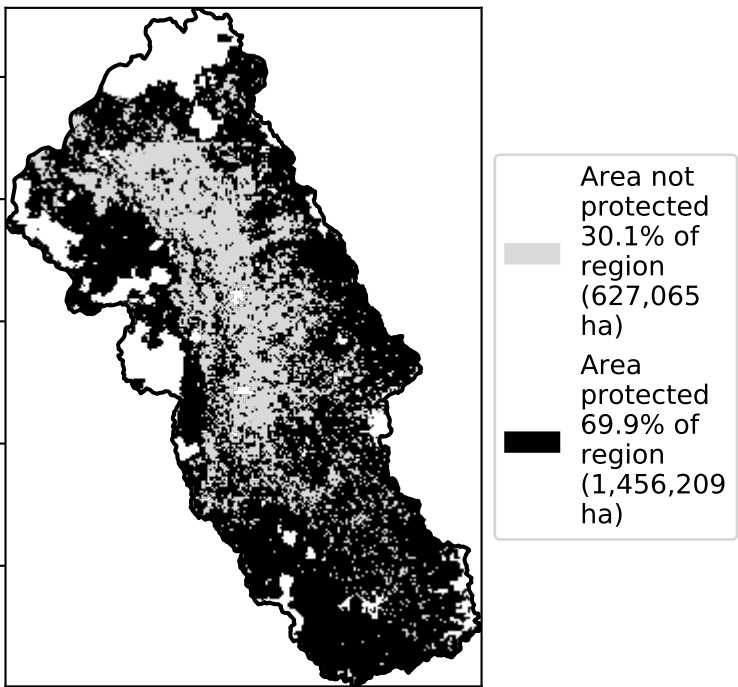 Area not
protected
30.1% of
region
(627,065
ha)
Area
protected
69.9% of
region
(1,456,209
ha)